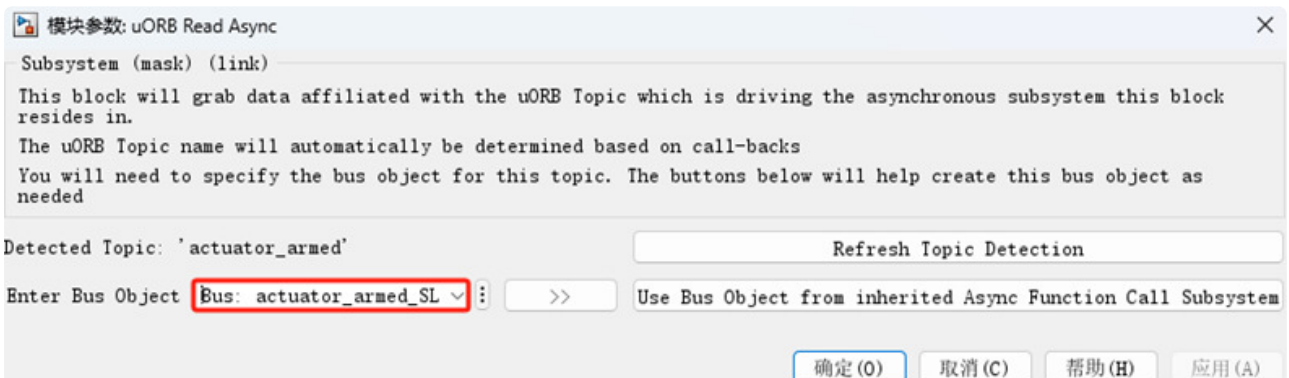 模块参数: uORB Read Async
Subsystem (mask) (link)
This block will grab data affiliated with the uORB Topic which is driving the asynchronous subsystem this block
resides in.
The uORB Topic name will automatically be determined based on call-backs
You will need to specify the bus object for this topic. The buttons below will help create this bus object as
needed
Detected Topic: 'actuator_armed' Refresh Topic Detection
Enter Bus Object Bus: actuator_armed_SL >> Use Bus Object from inherited Async Function Call Subsystem
确定(O) 取消(C) 帮助(H) 应用(A)